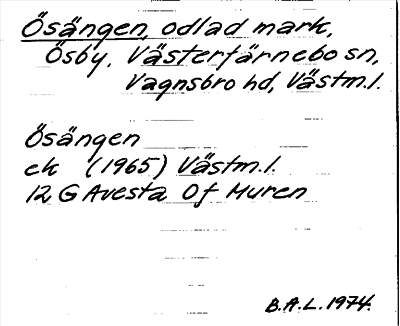 Ösängen, odlad mark,
Ösby, Västerfärnebo sn,
Vagnsbro hd, Västm.l.
Ösängen
ek (1965) Västm.l.
12 G Avesta Of Muren
B.A.L. 1974.